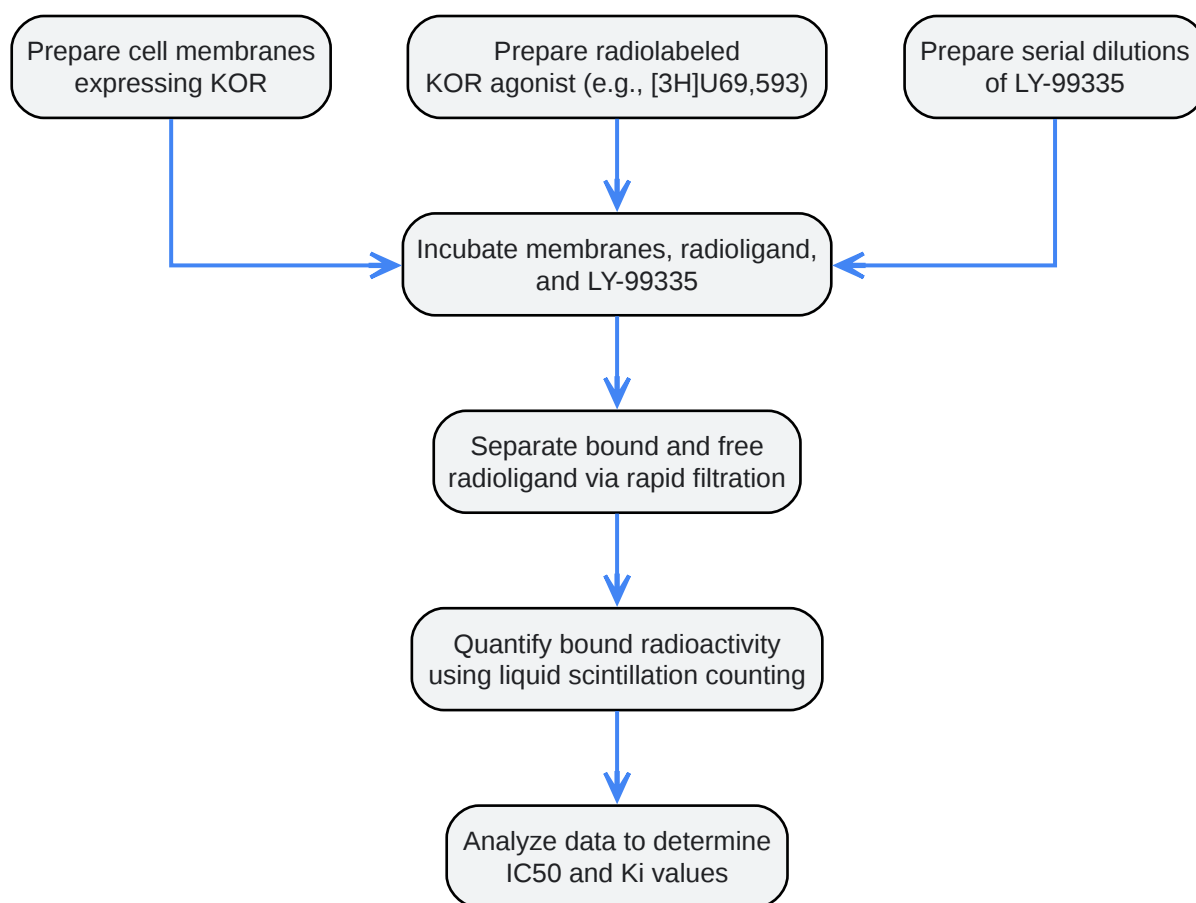 Prepare cell membranes
expressing KOR
Prepare radiolabeled
KOR agonist (e.g., [3H]U69,593)
Prepare serial dilutions
of LY-99335
Incubate membranes, radioligand,
and LY-99335
Separate bound and free
radioligand via rapid filtration
Quantify bound radioactivity
using liquid scintillation counting
Analyze data to determine
IC50 and Ki values